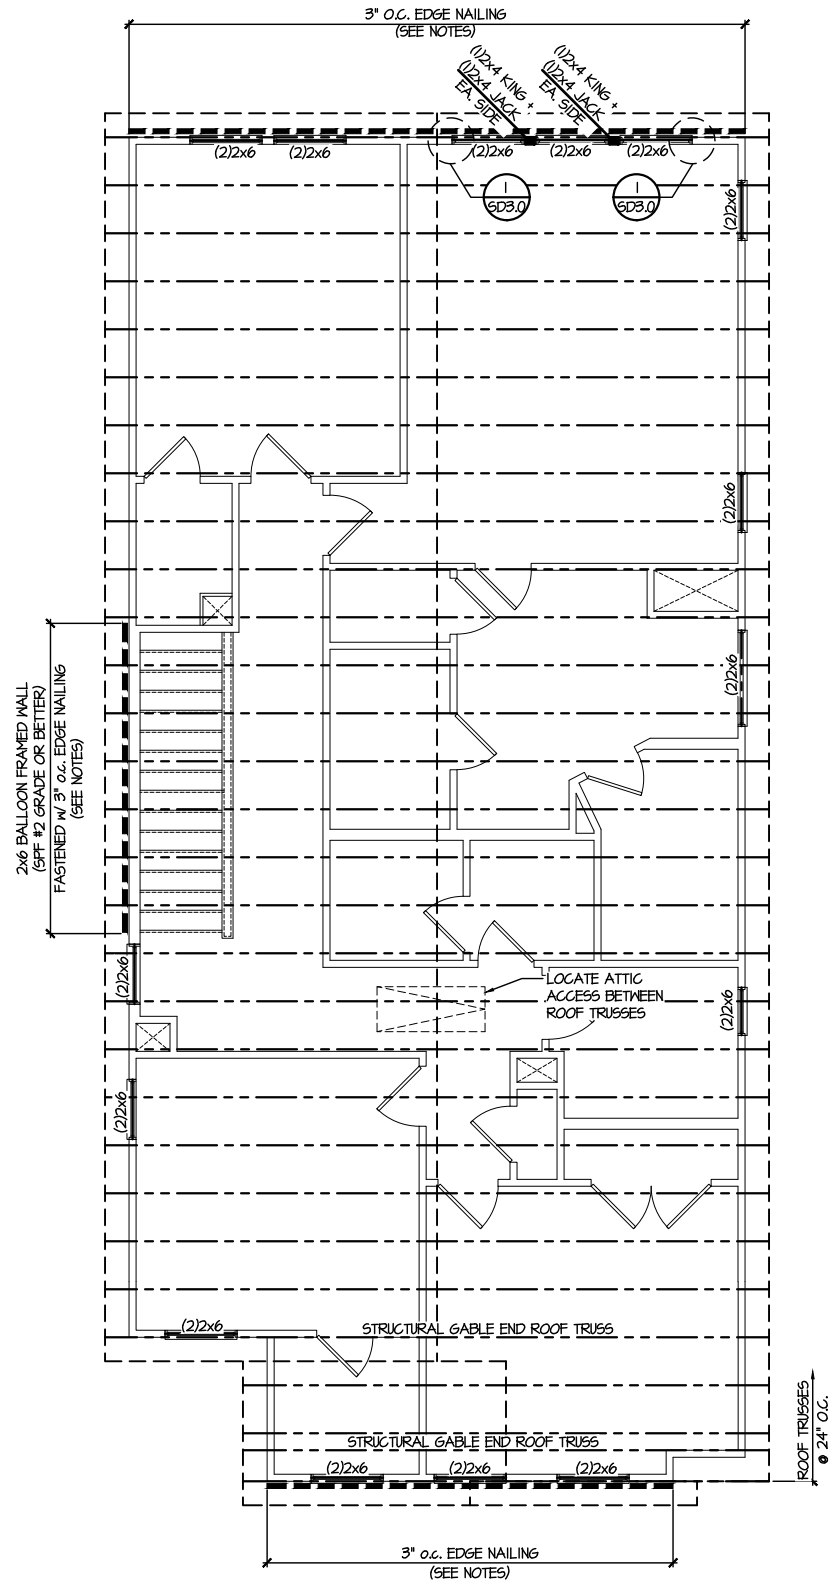 3" O.C. EDGE NAILING
(SEE NOTES)
(1)2x4 KING +
(1)2x4 JACK
EA. SIDE
(1)2x4 KING +
(1)2x4 JACK
EA. SIDE
(2)2x6
(2)2x6
(2)2x6
(2)2x6
(2)2x6
1
SD3.0
1
SD3.0
(2)2x6
(2)2x6
(2)2x6
2x6 BALLOON FRAMED WALL
(SPF #2 GRADE OR BETTER)
FASTENED W/ 3" o.c. EDGE NAILING
(SEE NOTES)
(2)2x6
LOCATE ATTIC
ACCESS BETWEEN
ROOF TRUSSES
(2)2x6
(2)2x6
(2)2x6
STRUCTURAL GABLE END ROOF TRUSS
ROOF TRUSSES
@ 24" O.C.
STRUCTURAL GABLE END ROOF TRUSS
(2)2x6
(2)2x6
(2)2x6
3" o.c. EDGE NAILING
(SEE NOTES)